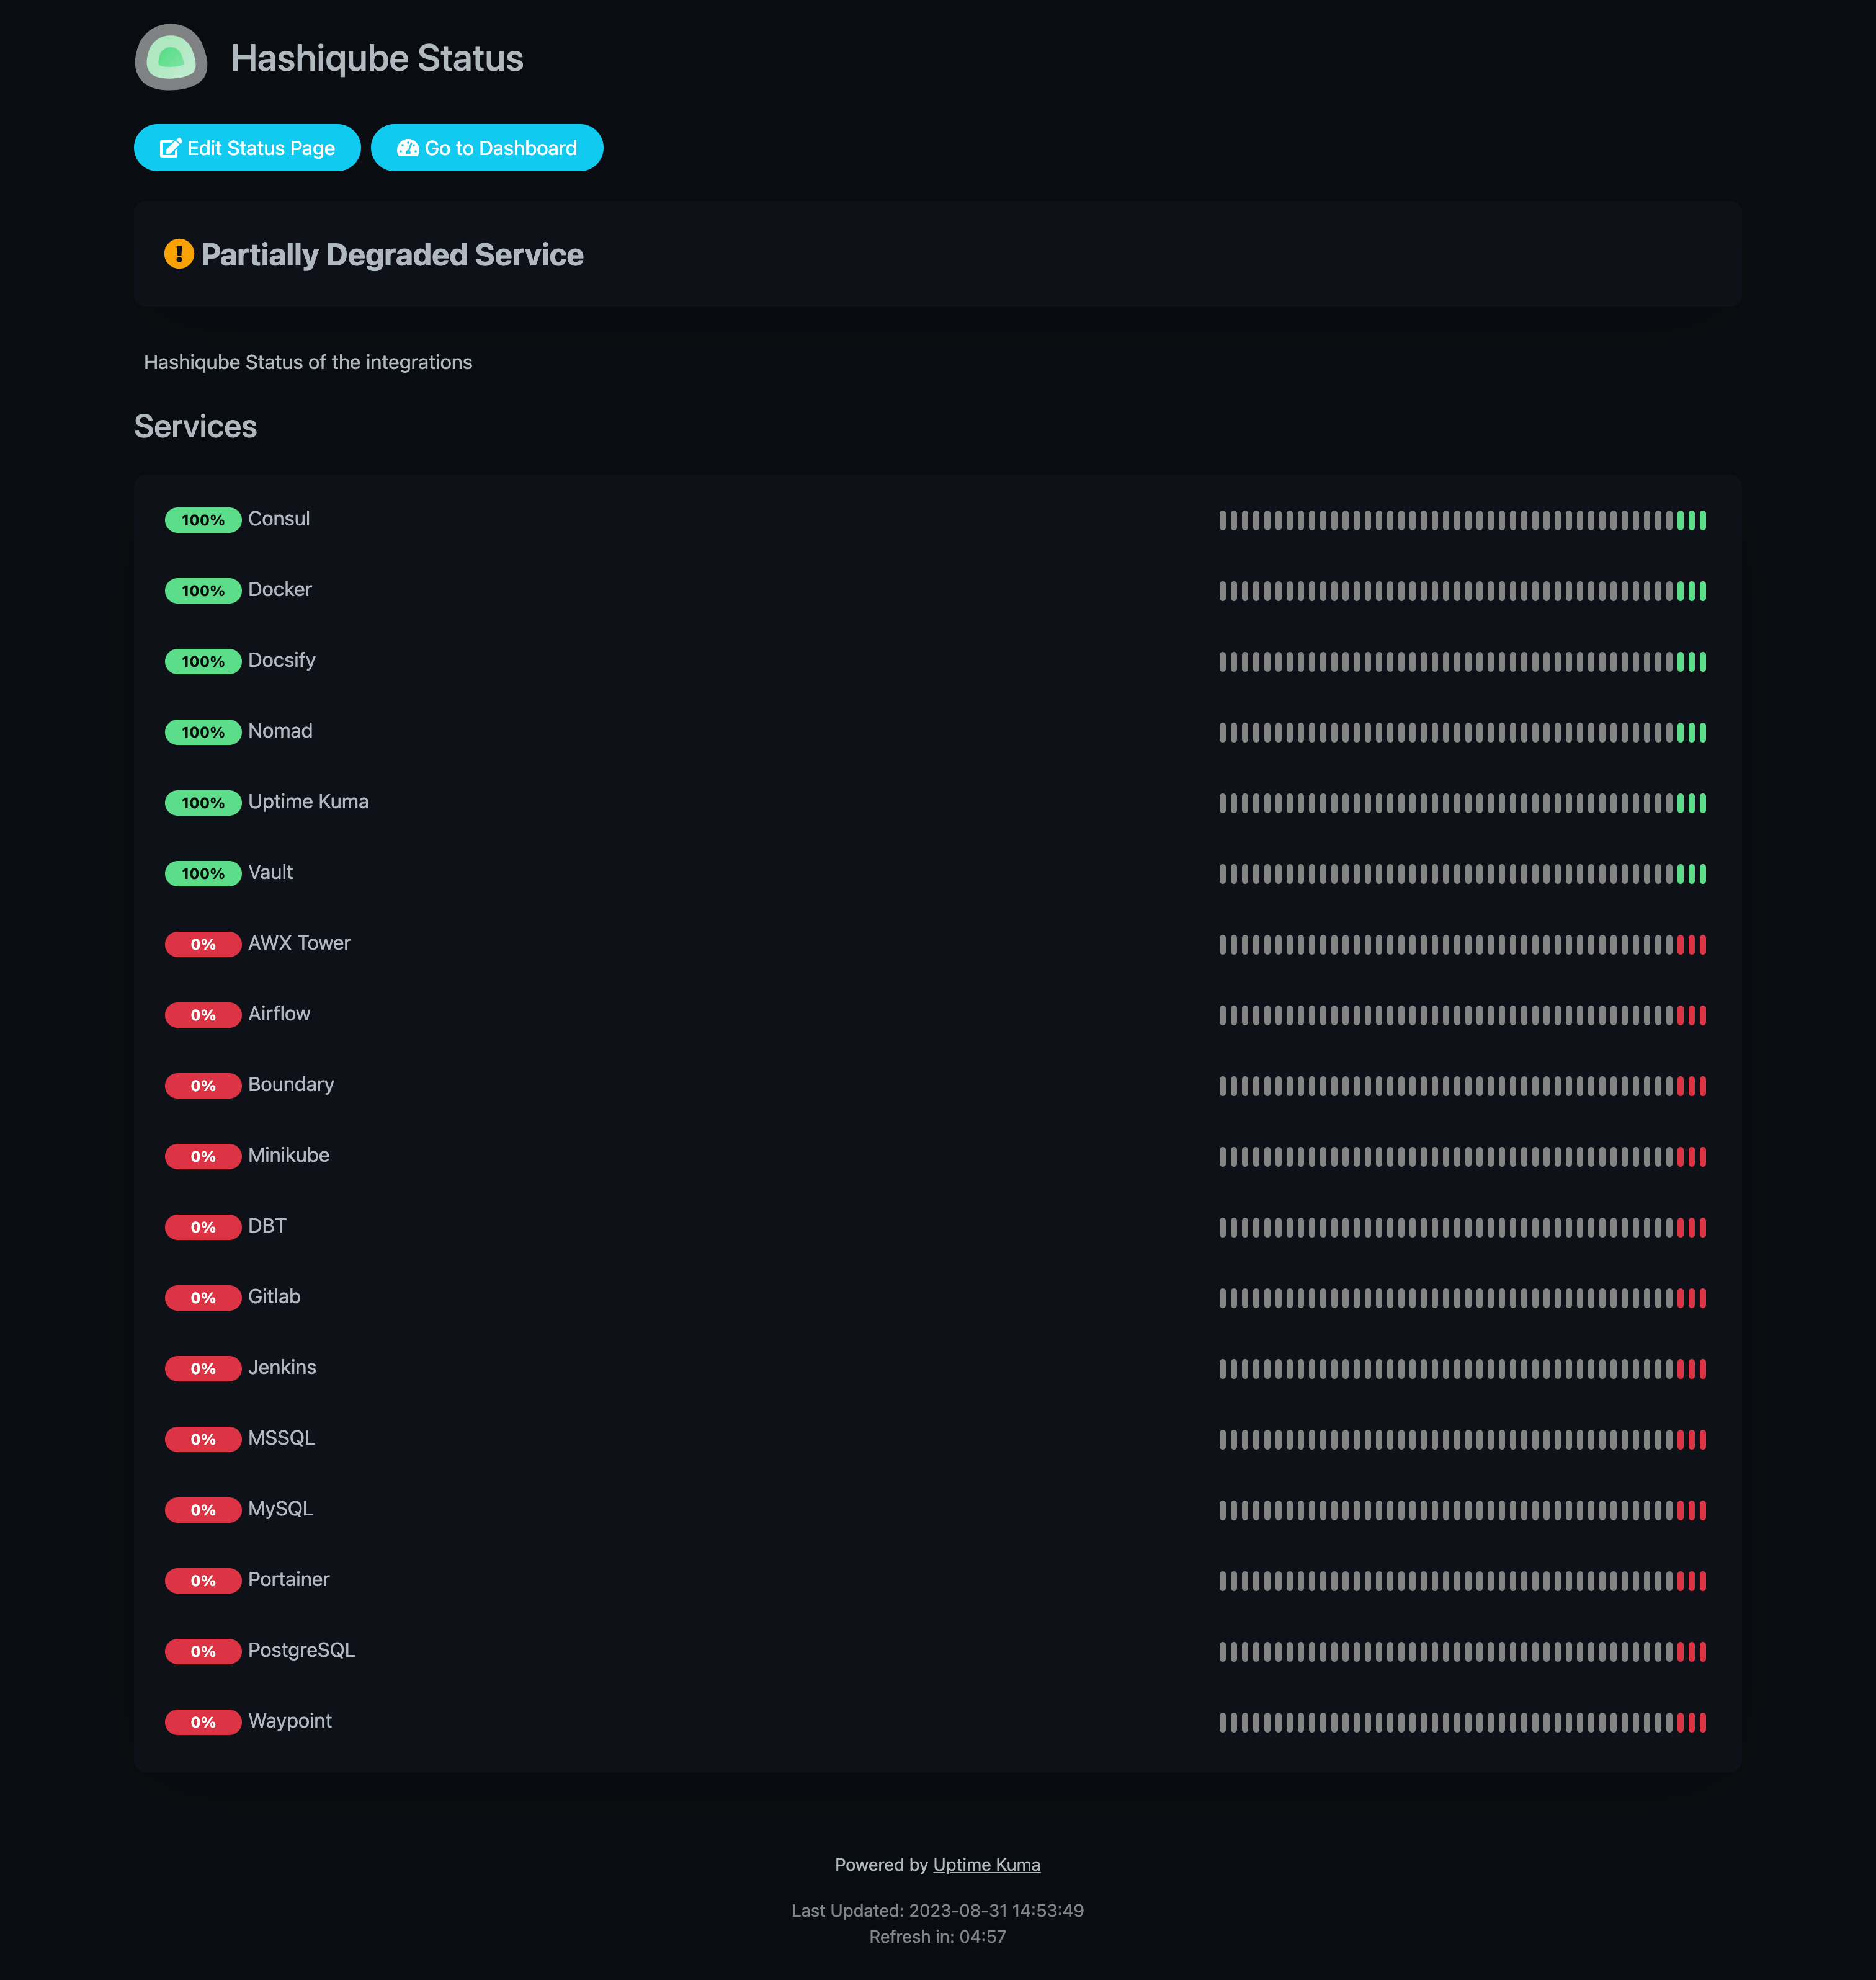 Hashiqube Status
Edit Status Page Go to Dashboard
Partially Degraded Service
Hashiqube Status of the integrations
Services
100% Consul
100% Docker
100% Docsify
100% Nomad
100% Uptime Kuma
100% Vault
0% AWX Tower
0% Airflow
0% Boundary
0% Minikube
0% DBT
0% Gitlab
0% Jenkins
0% MSSQL
0% MySQL
0% Portainer
0% PostgreSQL
0% Waypoint
Powered by Uptime Kuma
Last Updated: 2023-08-31 14:53:49
Refresh in: 04:57